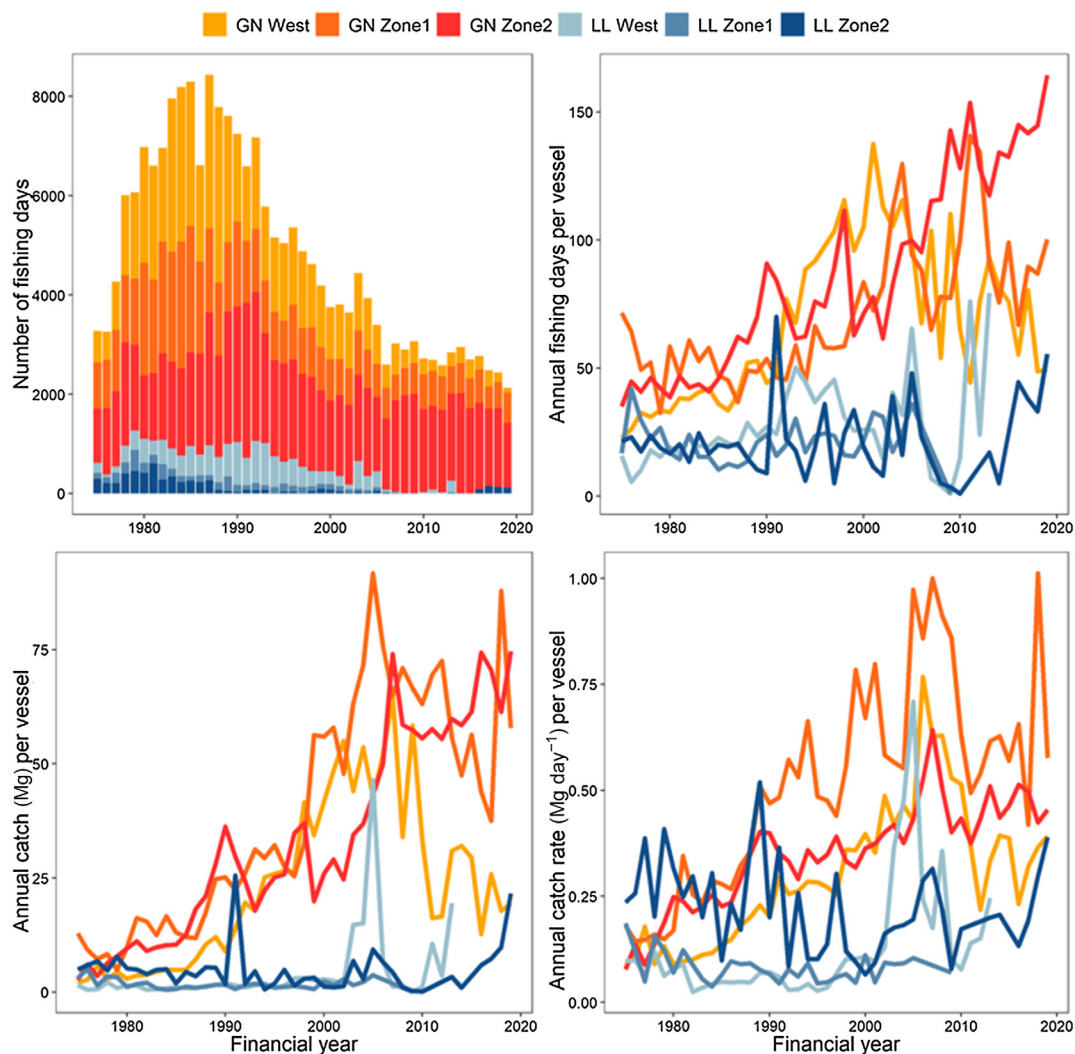 GN West GN Zone1 GN Zone2 LL West LL Zone1 LL Zone2
Number of fishing days
8000
6000
4000
2000
0
1980 1990 2000 2010 2020
Annual fishing days per vessel
150
100
50
0
1980 1990 2000 2010 2020
Annual catch (Mg) per vessel
75
50
25
0
1980 1990 2000 2010 2020
Financial year
Annual catch rate (Mg day⁻¹) per vessel
1.00
0.75
0.50
0.25
0.00
1980 1990 2000 2010 2020
Financial year